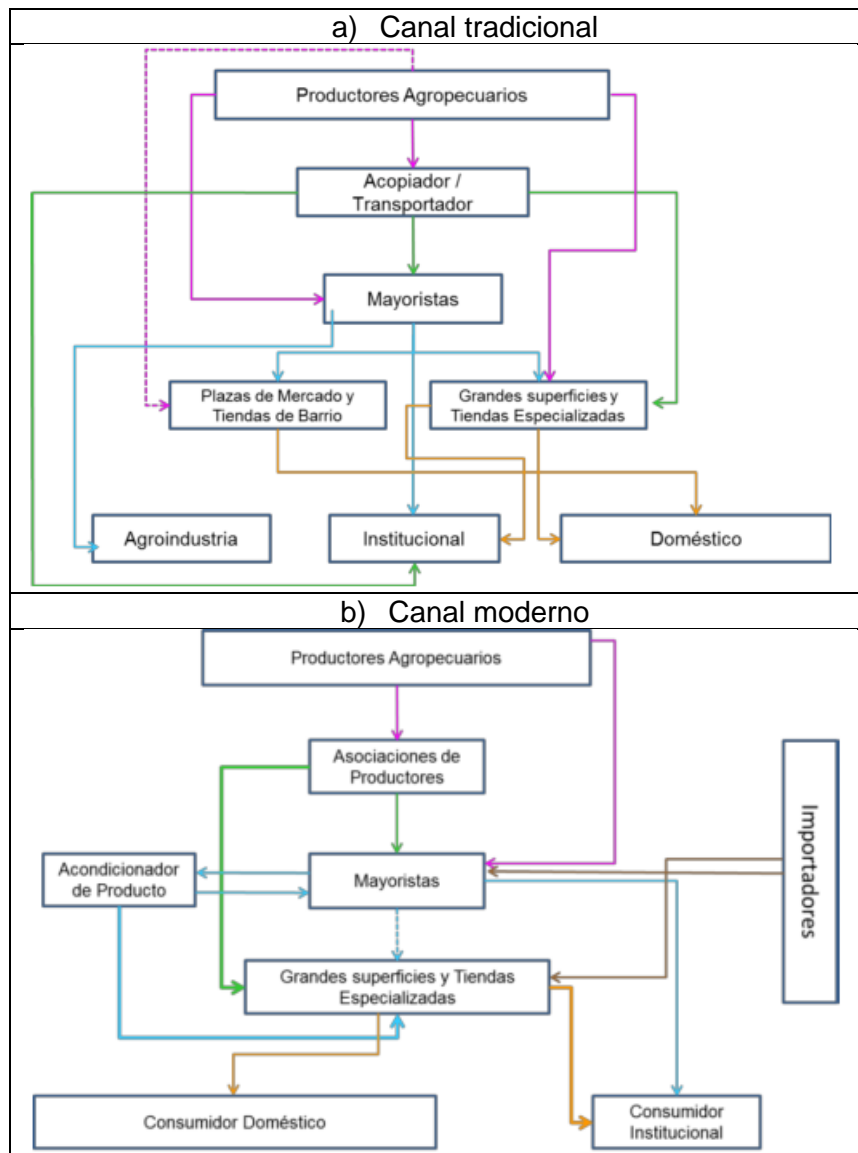 a) Canal tradicional
Productores Agropecuarios
Acopiador /
Transportador
Mayoristas
Plazas de Mercado y
Tiendas de Barrio
Grandes superficies y
Tiendas Especializadas
Agroindustria
Institucional
Doméstico
b) Canal moderno
Productores Agropecuarios
Asociaciones de
Productores
Importadores
Acondicionador
de Producto
Mayoristas
Grandes superficies y Tiendas
Especializadas
Consumidor Doméstico
Consumidor
Institucional